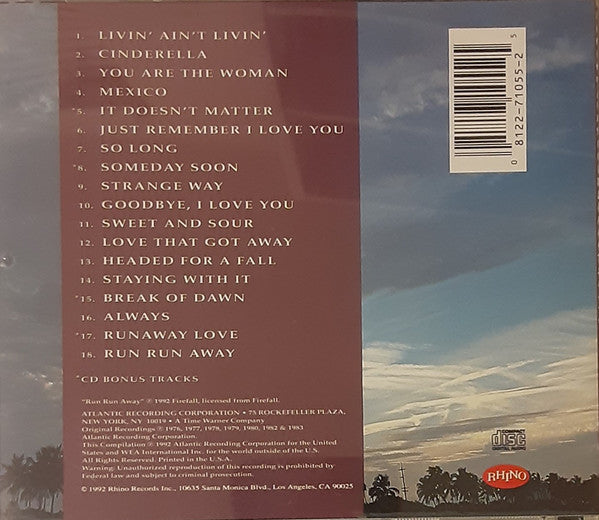 1. LIVIN' AIN'T LIVIN'
2. CINDERELLA
3. YOU ARE THE WOMAN
4. MEXICO
*5. IT DOESN'T MATTER
6. JUST REMEMBER I LOVE YOU
7. SO LONG
*8. SOMEDAY SOON
9. STRANGE WAY
10. GOODBYE, I LOVE YOU
11. SWEET AND SOUR
12. LOVE THAT GOT AWAY
13. HEADED FOR A FALL
14. STAYING WITH IT
*15. BREAK OF DAWN
16. ALWAYS
*17. RUNAWAY LOVE
18. RUN RUN AWAY
*CD BONUS TRACKS
"Run Run Away" ℗ 1992 Firefall, licensed from Firefall.
ATLANTIC RECORDING CORPORATION • 75 ROCKEFELLER PLAZA,
NEW YORK, NY 10019 • A Time Warner Company
Original Recordings ℗ 1976, 1977, 1978, 1979, 1980, 1982 & 1983
Atlantic Recording Corporation.
This Compilation ℗ 1992 Atlantic Recording Corporation for the United
States and WEA International Inc. for the world outside of the U.S.
All Rights Reserved. Printed in the U.S.A.
Warning: Unauthorized reproduction of this recording is prohibited by
Federal law and subject to criminal prosecution.
© 1992 Rhino Records Inc., 10635 Santa Monica Blvd., Los Angeles, CA 90025
0 8122-71055-2 5
COMPACT
disc
DIGITAL AUDIO
RHINO